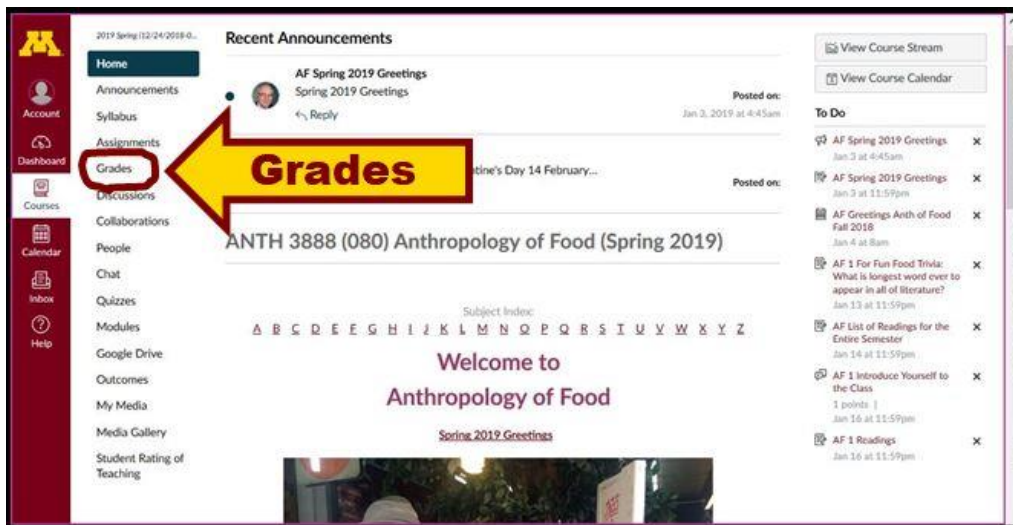 M
Account
Dashboard
Courses
Calendar
Inbox
Help
2019 Spring (12/24/2018-0...
Home
Announcements
Syllabus
Assignments
Grades
Discussions
Collaborations
People
Chat
Quizzes
Modules
Google Drive
Outcomes
My Media
Media Gallery
Student Rating of
Teaching
Recent Announcements
AF Spring 2019 Greetings
Spring 2019 Greetings
Reply
Posted on:
Jan 3, 2019 at 4:45am
Grades
tine's Day 14 February...
Posted on:
ANTH 3888 (080) Anthropology of Food (Spring 2019)
Subject Index:
A B C D E F G H I J K L M N O P Q R S T U V W X Y Z
Welcome to
Anthropology of Food
Spring 2019 Greetings
View Course Stream
View Course Calendar
To Do
AF Spring 2019 Greetings
Jan 3 at 4:45am
AF Spring 2019 Greetings
Jan 3 at 11:59pm
AF Greetings Anth of Food
Fall 2018
Jan 4 at 8am
AF 1 For Fun Food Trivia:
What is longest word ever to
appear in all of literature?
Jan 13 at 11:59pm
AF List of Readings for the
Entire Semester
Jan 14 at 11:59pm
AF 1 Introduce Yourself to
the Class
1 points |
Jan 16 at 11:59pm
AF 1 Readings
Jan 16 at 11:59pm